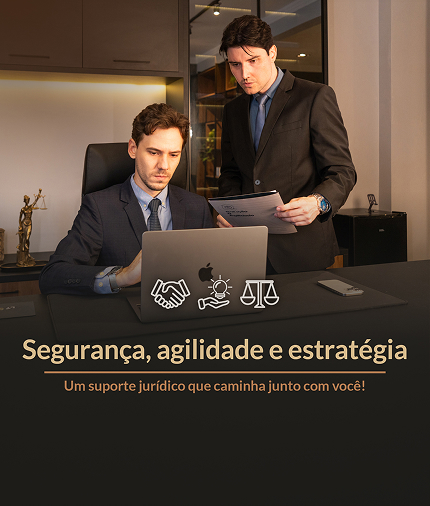 Segurança, agilidade e estratégia
Um suporte jurídico que caminha junto com você!